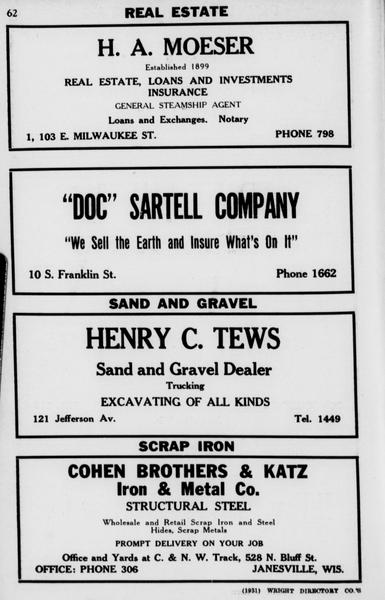 62
REAL ESTATE
H. A. MOESER
Established 1899
REAL ESTATE, LOANS AND INVESTMENTS
INSURANCE
GENERAL STEAMSHIP AGENT
Loans and Exchanges. Notary
1, 103 E. MILWAUKEE ST. PHONE 798
"DOC" SARTELL COMPANY
"We Sell the Earth and Insure What's On It"
10 S. Franklin St. Phone 1662
SAND AND GRAVEL
HENRY C. TEWS
Sand and Gravel Dealer
Trucking
EXCAVATING OF ALL KINDS
121 Jefferson Av. Tel. 1449
SCRAP IRON
COHEN BROTHERS & KATZ
Iron & Metal Co.
STRUCTURAL STEEL
Wholesale and Retail Scrap Iron and Steel
Hides, Scrap Metals
PROMPT DELIVERY ON YOUR JOB
Office and Yards at C. & N. W. Track, 528 N. Bluff St.
OFFICE: PHONE 306 JANESVILLE, WIS.
(1931) WRIGHT DIRECTORY CO.'S